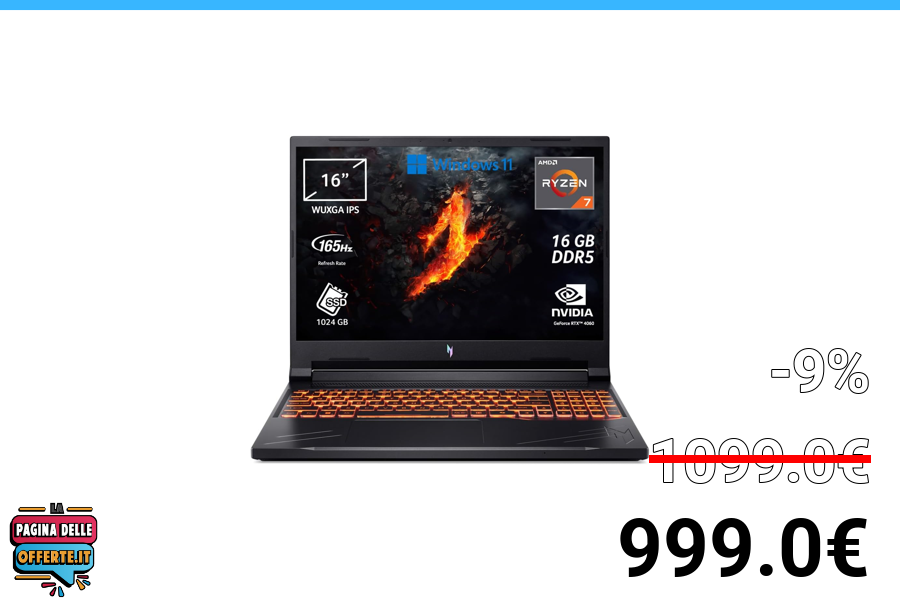 Windows 11
16”
WUXGA IPS
AMD
RYZEN
7
165Hz
Refresh Rate
16 GB
DDR5
SSD
1024 GB
NVIDIA
GeForce RTX™ 4060
-9%
1099.0€
999.0€
LA
PAGINA DELLE
OFFERTE.IT